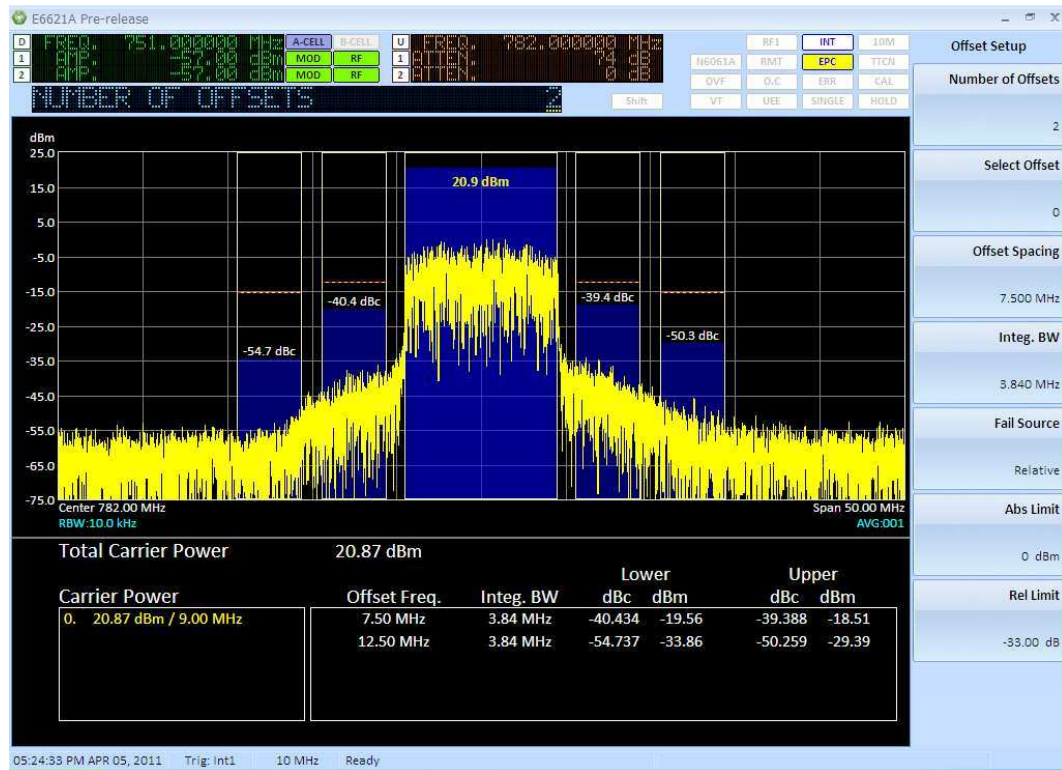 E6621A Pre-release
D FREQ. 751.000000 MHz A-CELL B-CELL U FREQ. 782.000000 MHz RF1 INT 10M
1 AMP. -57.00 dBm MOD RF 1 74 dB N6061A RMT EPC TTCN
2 AMP. -57.00 dBm MOD RF 2 ATTEN. 0 dB OVF O.C ERR CAL
NUMBER OF OFFSETS 2 Shift VT UEE SINGLE HOLD
Offset Setup
Number of Offsets
2
Select Offset
0
Offset Spacing
7.500 MHz
Integ. BW
3.840 MHz
Fail Source
Relative
Abs Limit
0 dBm
Rel Limit
-33.00 dB
dBm
25.0
15.0
5.0
-5.0
-15.0
-25.0
-35.0
-45.0
-55.0
-65.0
-75.0
20.9 dBm
-40.4 dBc
-39.4 dBc
-50.3 dBc
-54.7 dBc
Center 782.00 MHz Span 50.00 MHz
RBW:10.0 kHz AVG:001
Total Carrier Power 20.87 dBm
Lower Upper
Carrier Power Offset Freq. Integ. BW dBc dBm dBc dBm
0. 20.87 dBm / 9.00 MHz 7.50 MHz 3.84 MHz -40.434 -19.56 -39.388 -18.51
12.50 MHz 3.84 MHz -54.737 -33.86 -50.259 -29.39
05:24:33 PM APR 05, 2011 Trig: Int1 10 MHz Ready